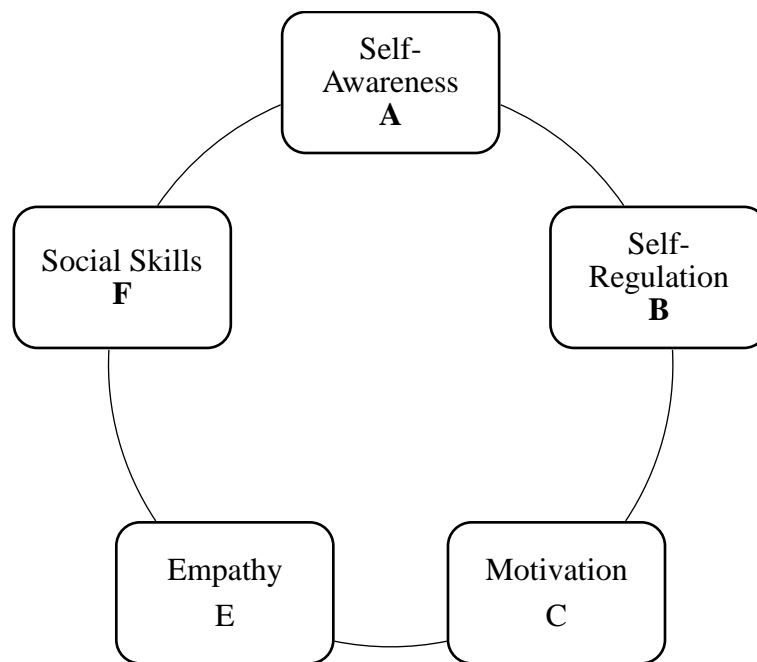 Self-
Awareness
A
Self-
Regulation
B
Motivation
C
Empathy
E
Social Skills
F